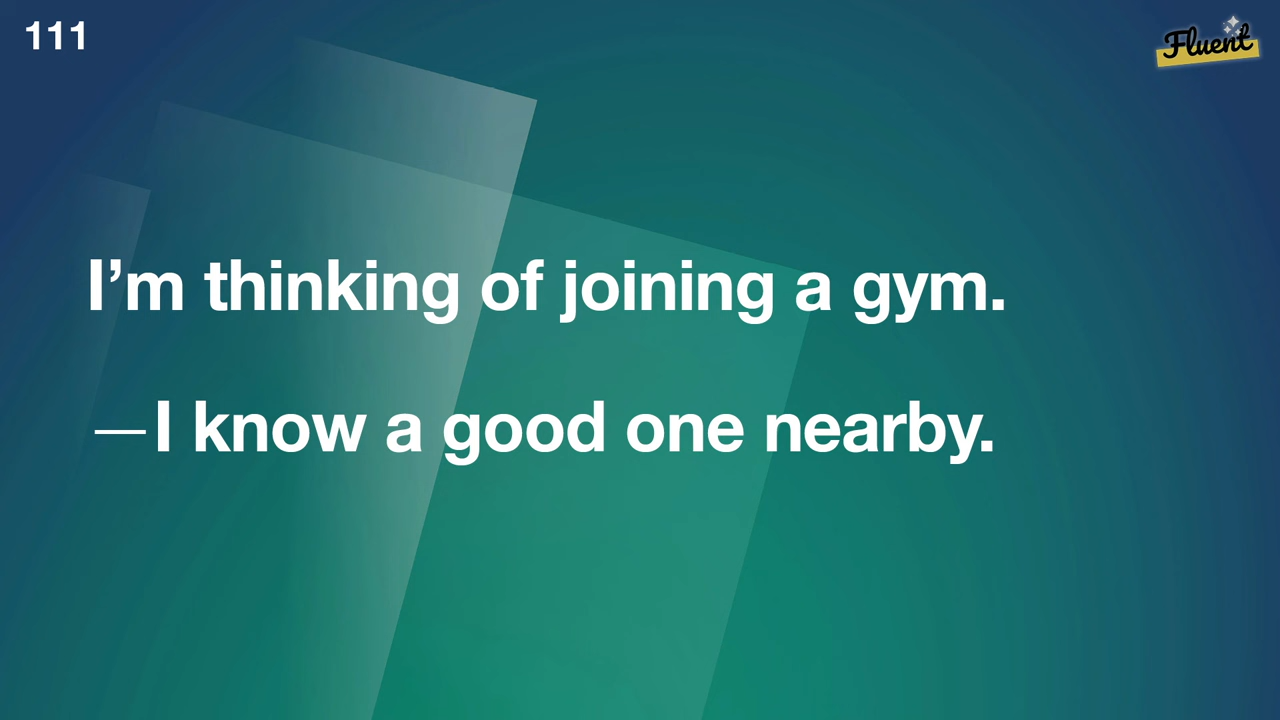 111
Fluent
I’m thinking of joining a gym.
—I know a good one nearby.